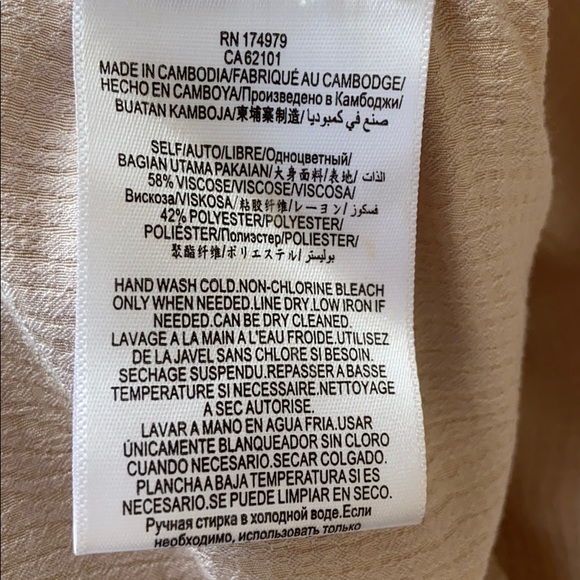 RN 174979
CA 62101
MADE IN CAMBODIA/FABRIQUÉ AU CAMBODGE/
HECHO EN CAMBOYA/Произведено в Камбоджи/
BUATAN KAMBOJA/柬埔寨制造/ صنع في كمبوديا
SELF/AUTO/LIBRE/Одноцветный/
BAGIAN UTAMA PAKAIAN/大身面料/表地/ الذات
58% VISCOSE/VISCOSE/VISCOSA/
Вискоза/VISKOSA/粘胶纤维/レーヨン/ فسكوز
42% POLYESTER/POLYESTER/
POLIÉSTER/Полиэстер/POLIESTER/
聚酯纤维/ポリエステル/ بوليستر
HAND WASH COLD.NON-CHLORINE BLEACH
ONLY WHEN NEEDED.LINE DRY.LOW IRON IF
NEEDED.CAN BE DRY CLEANED.
LAVAGE A LA MAIN A L'EAU FROIDE.UTILISEZ
DE LA JAVEL SANS CHLORE SI BESOIN.
SECHAGE SUSPENDU.REPASSER A BASSE
TEMPERATURE SI NECESSAIRE.NETTOYAGE
A SEC AUTORISE.
LAVAR A MANO EN AGUA FRIA.USAR
ÚNICAMENTE BLANQUEADOR SIN CLORO
CUANDO NECESARIO.SECAR COLGADO.
PLANCHA A BAJA TEMPERATURA SI ES
NECESARIO.SE PUEDE LIMPIAR EN SECO.
Ручная стирка в холодной воде.Если
необходимо, использовать только